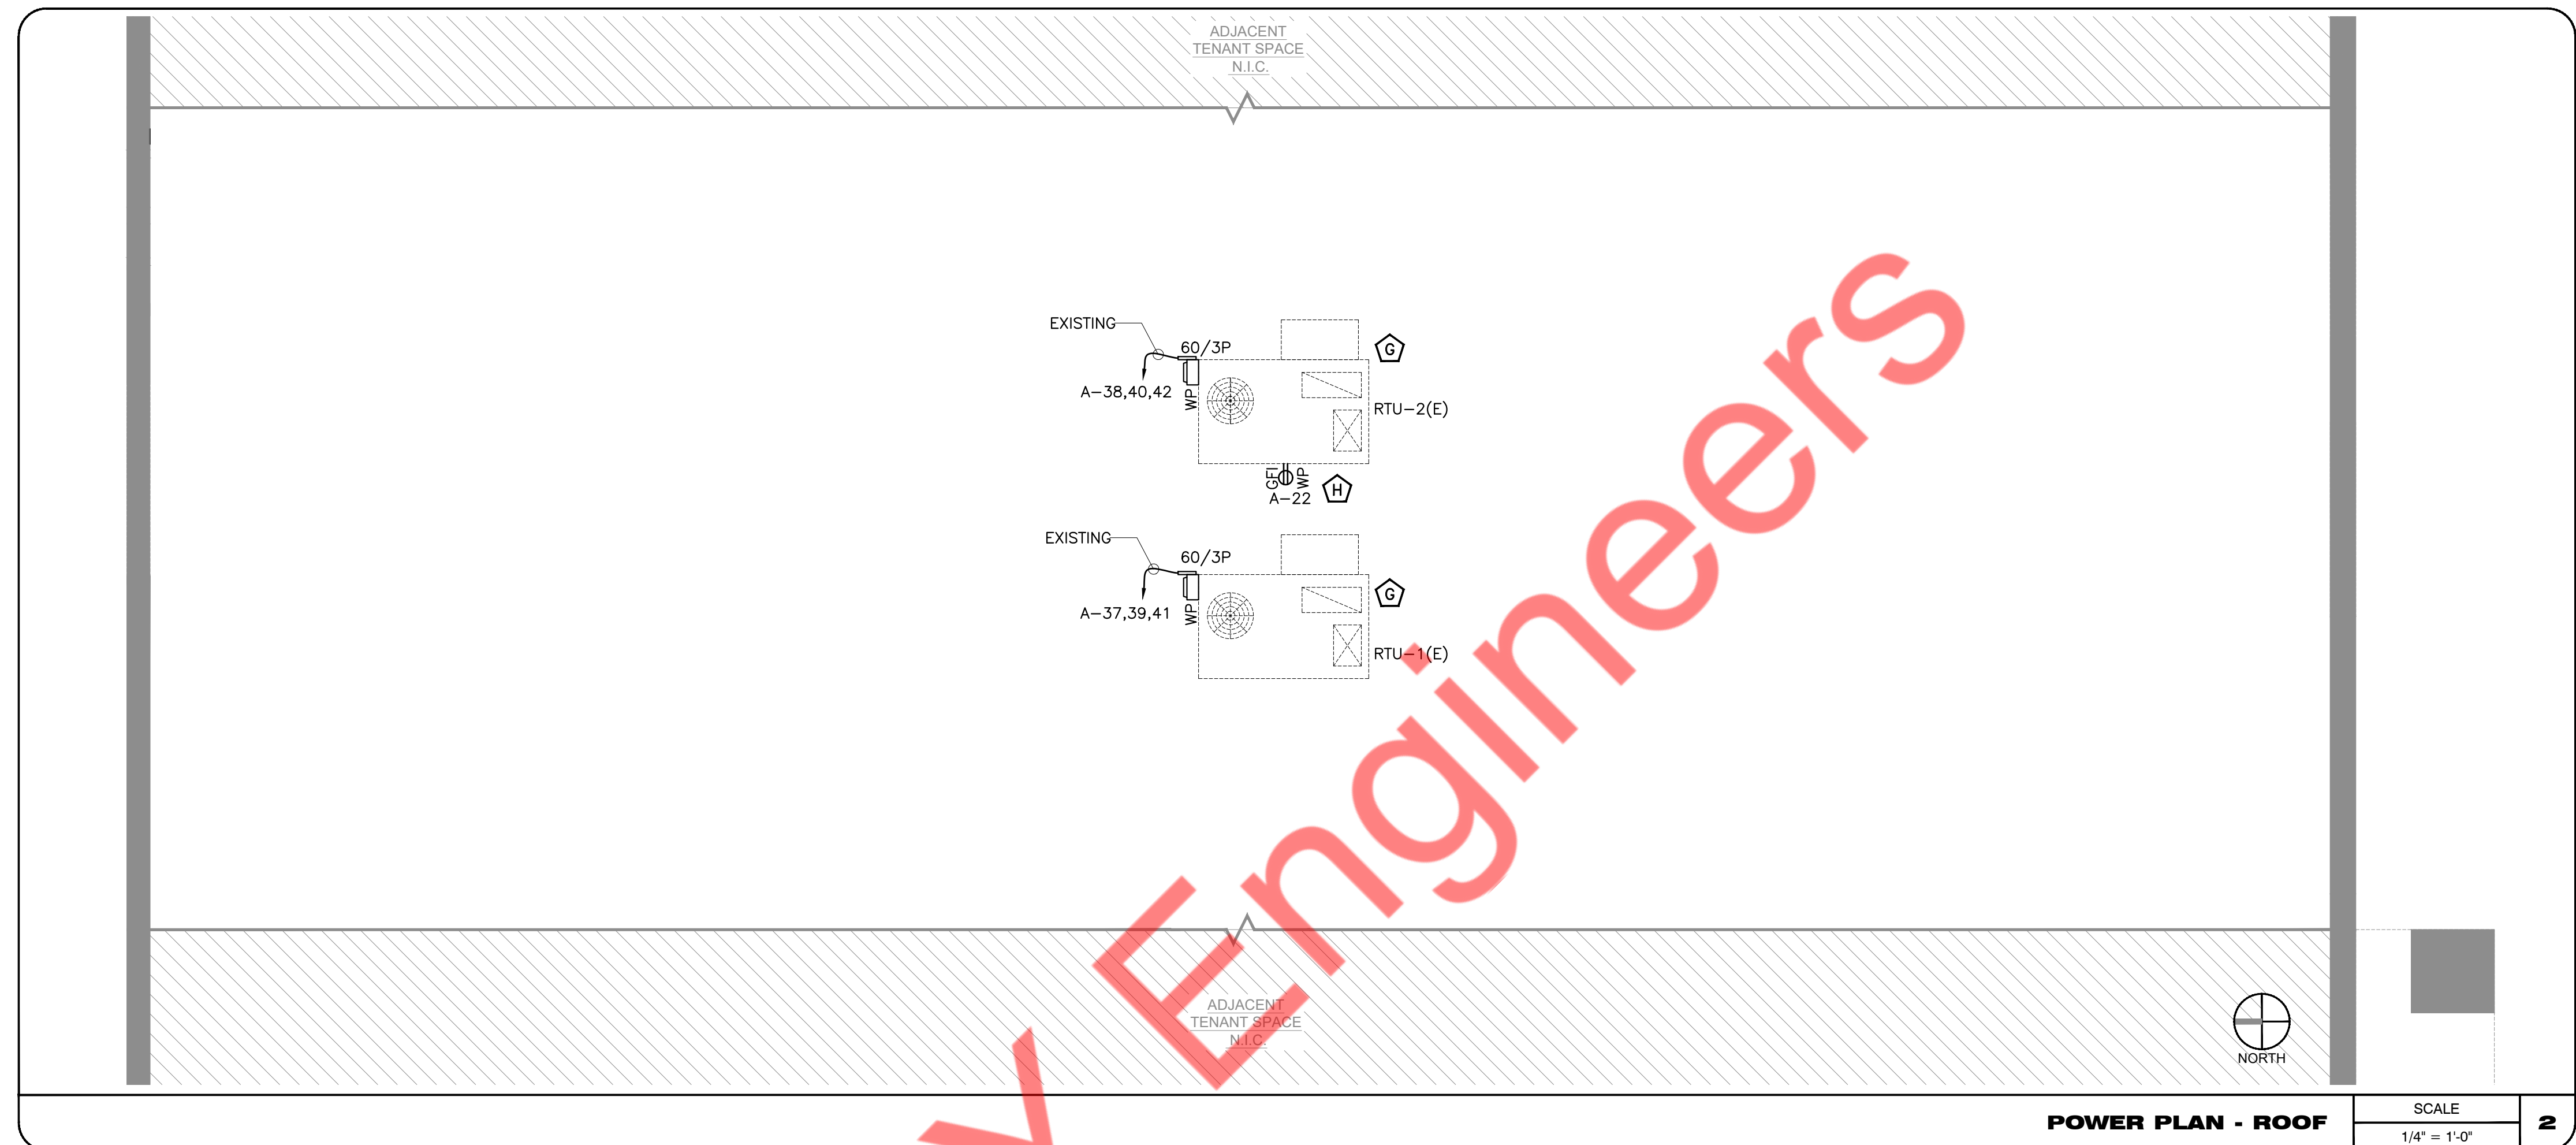 ADJACENT
TENANT SPACE
N.I.C.
EXISTING
60/3P
G
A-38,40,42
WP
RTU-2(E)
GFI
WP
H
A-22
EXISTING
60/3P
G
A-37,39,41
WP
RTU-1(E)
Y Engineers
ADJACENT
TENANT SPACE
N.I.C.
NORTH
POWER PLAN - ROOF
SCALE
1/4" = 1'-0"
2